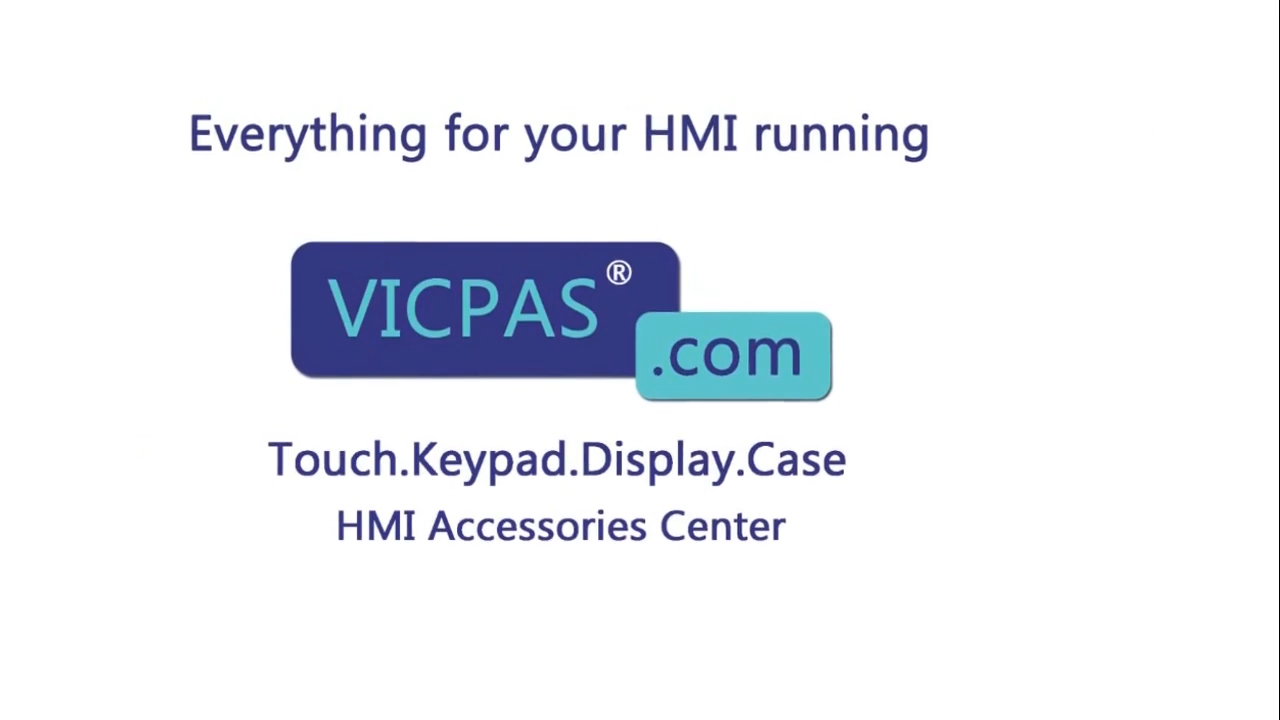 Everything for your HMI running
VICPAS®
.com
Touch.Keypad.Display.Case
HMI Accessories Center